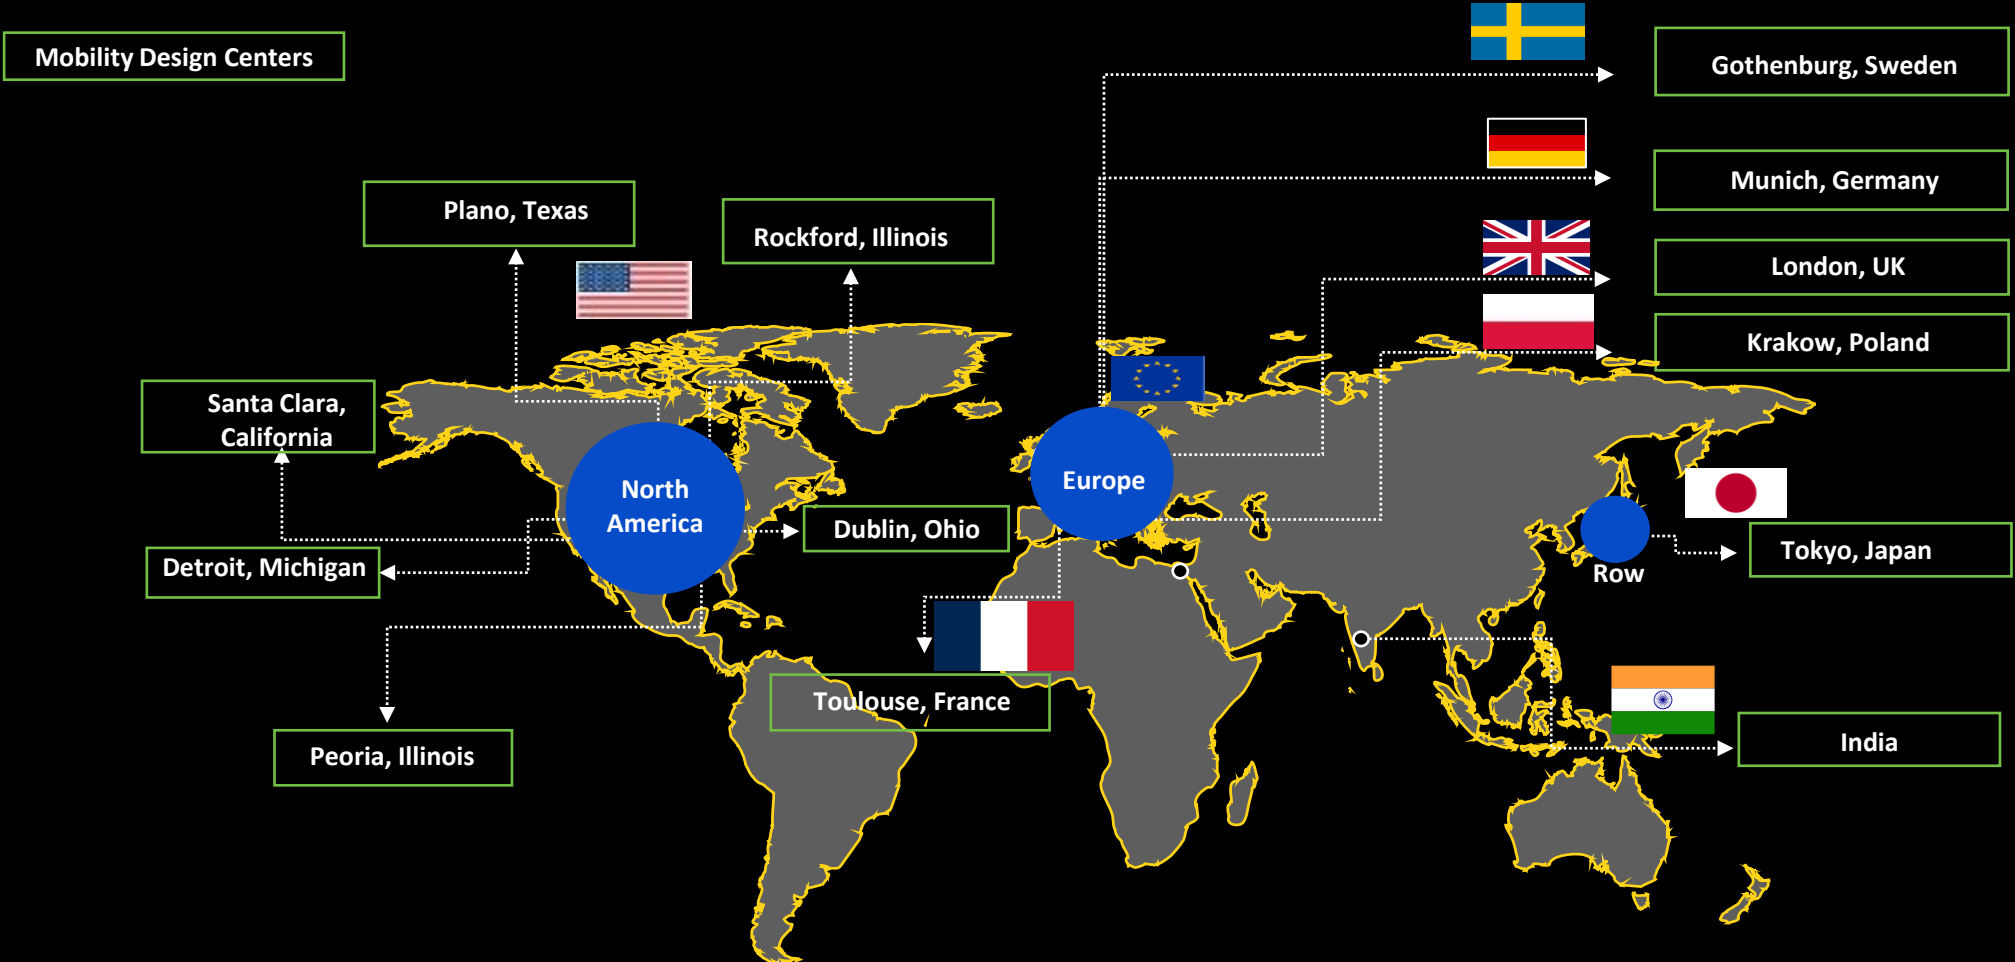 Mobility Design Centers
Gothenburg, Sweden
Munich, Germany
Plano, Texas
Rockford, Illinois
London, UK
Krakow, Poland
Santa Clara,
California
North
America
Europe
Dublin, Ohio
Detroit, Michigan
Tokyo, Japan
Row
Toulouse, France
India
Peoria, Illinois